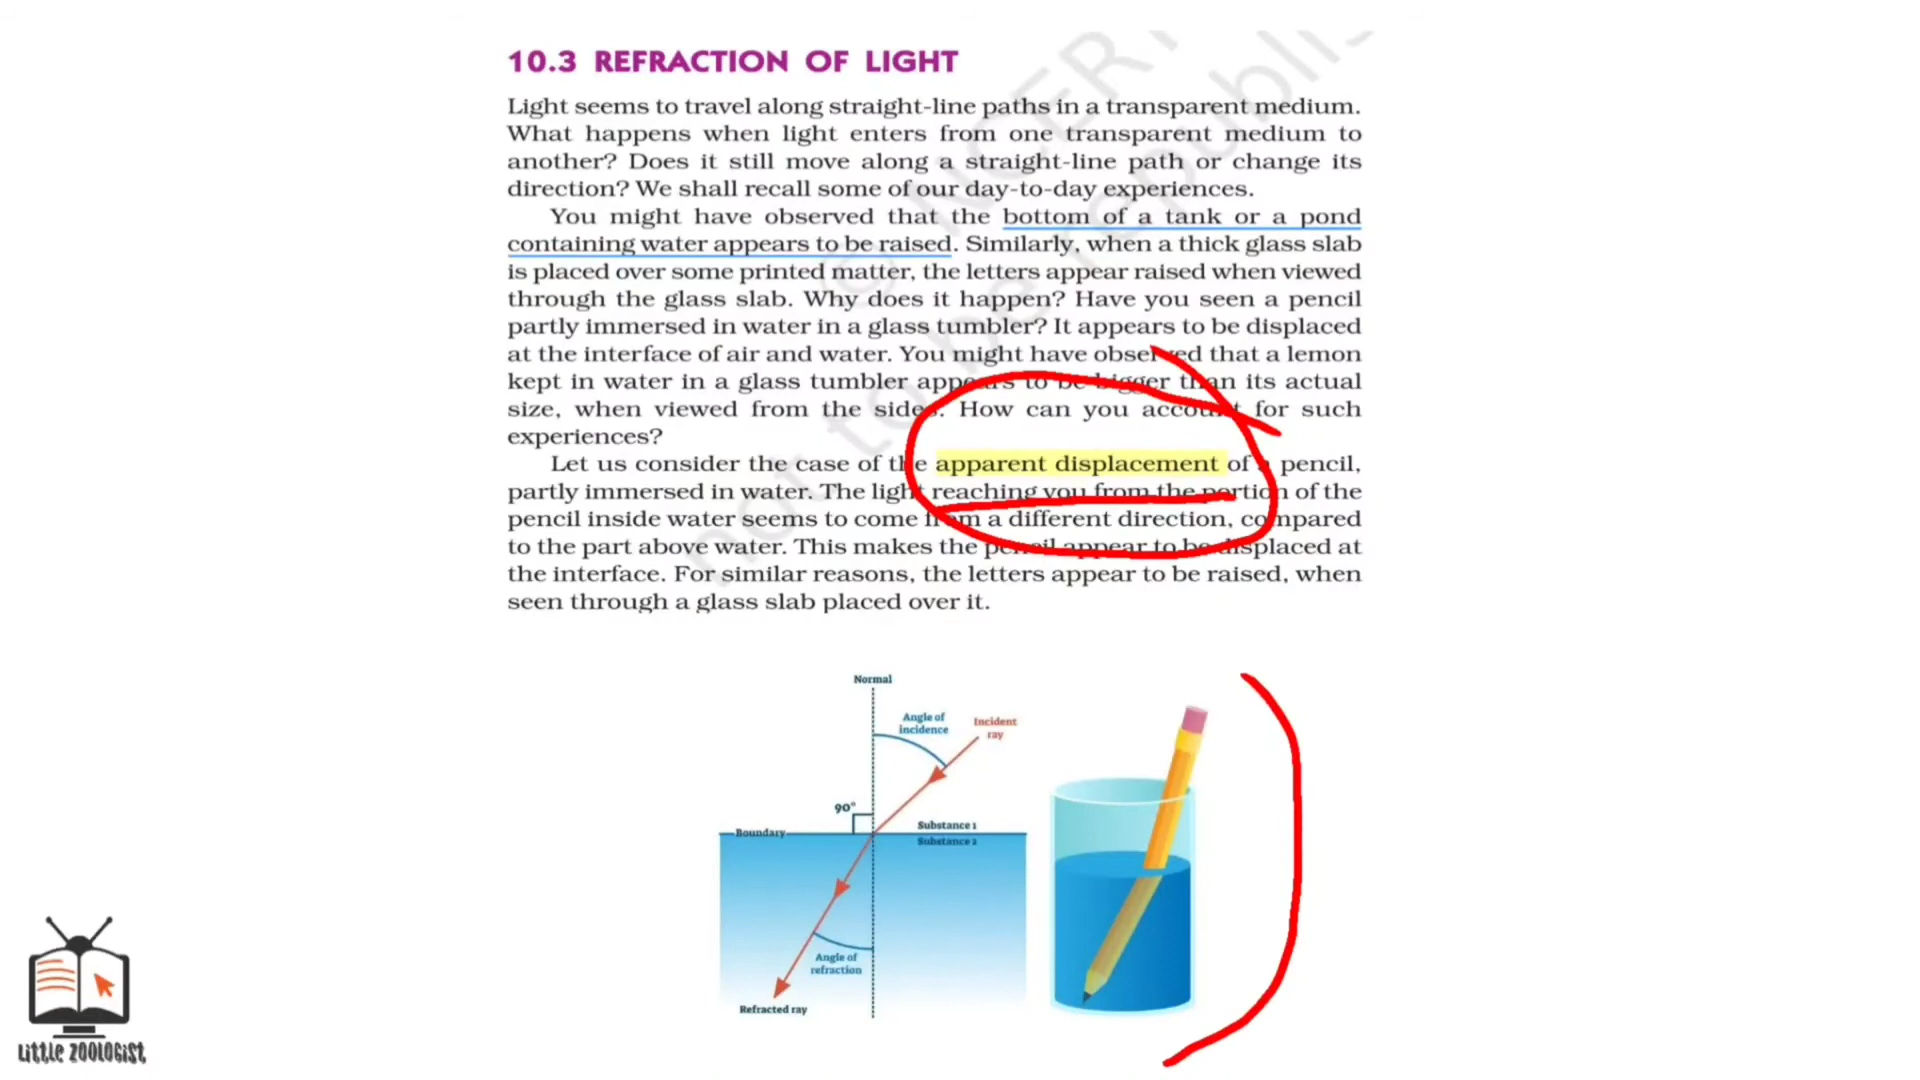 10.3 REFRACTION OF LIGHT
Light seems to travel along straight-line paths in a transparent medium.
What happens when light enters from one transparent medium to
another? Does it still move along a straight-line path or change its
direction? We shall recall some of our day-to-day experiences.
You might have observed that the bottom of a tank or a pond
containing water appears to be raised. Similarly, when a thick glass slab
is placed over some printed matter, the letters appear raised when viewed
through the glass slab. Why does it happen? Have you seen a pencil
partly immersed in water in a glass tumbler? It appears to be displaced
at the interface of air and water. You might have observed that a lemon
kept in water in a glass tumbler appears to be bigger than its actual
size, when viewed from the sides. How can you account for such
experiences?
Let us consider the case of the apparent displacement of a pencil,
partly immersed in water. The light reaching you from the portion of the
pencil inside water seems to come from a different direction, compared
to the part above water. This makes the pencil appear to be displaced at
the interface. For similar reasons, the letters appear to be raised, when
seen through a glass slab placed over it.
© NCERT
not to be republis
Normal
Angle of
incidence
Incident
ray
90°
Boundary
Substance 1
Substance 2
Angle of
refraction
Refracted ray
LITTLE ZOOLOGIST